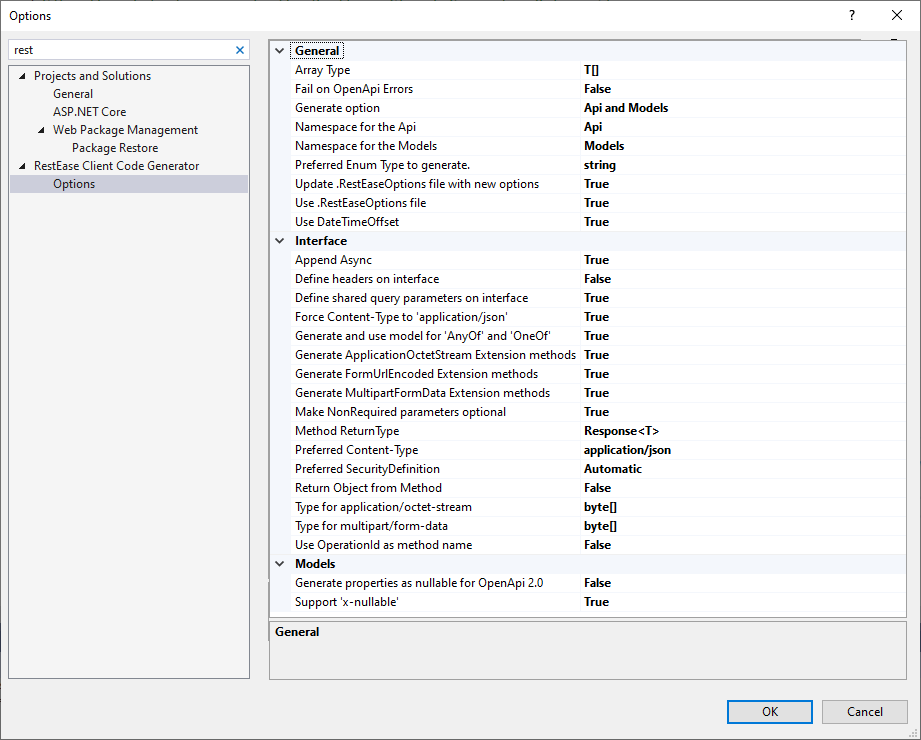 Options
?
rest
Projects and Solutions
General
ASP.NET Core
Web Package Management
Package Restore
RestEase Client Code Generator
Options
General
Array Type T[]
Fail on OpenApi Errors False
Generate option Api and Models
Namespace for the Api Api
Namespace for the Models Models
Preferred Enum Type to generate. string
Update .RestEaseOptions file with new options True
Use .RestEaseOptions file True
Use DateTimeOffset True
Interface
Append Async True
Define headers on interface False
Define shared query parameters on interface True
Force Content-Type to 'application/json' True
Generate and use model for 'AnyOf' and 'OneOf' True
Generate ApplicationOctetStream Extension methods True
Generate FormUrlEncoded Extension methods True
Generate MultipartFormData Extension methods True
Make NonRequired parameters optional True
Method ReturnType Response<T>
Preferred Content-Type application/json
Preferred SecurityDefinition Automatic
Return Object from Method False
Type for application/octet-stream byte[]
Type for multipart/form-data byte[]
Use OperationId as method name False
Models
Generate properties as nullable for OpenApi 2.0 False
Support 'x-nullable' True
General
OK Cancel